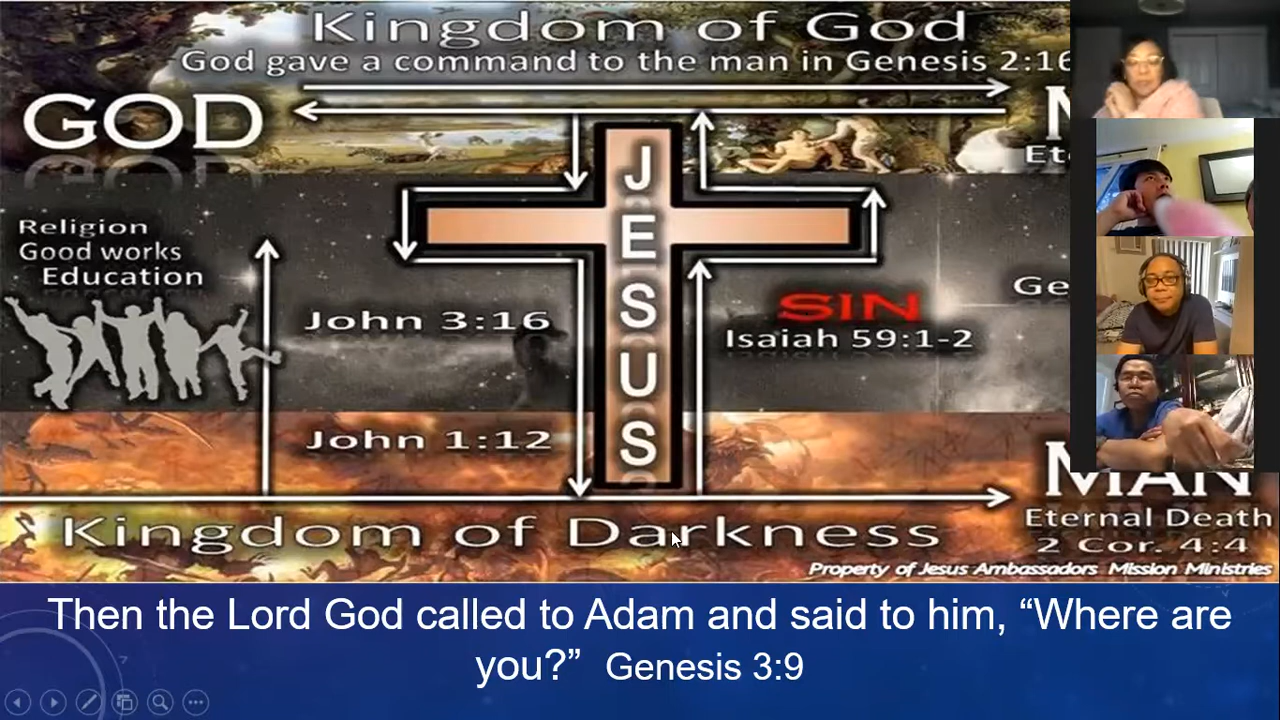 Kingdom of God
God gave a command to the man in Genesis 2:16
GOD
Religion
Good works
Education
John 3:16
John 1:12
JESUS
SIN
Isaiah 59:1-2
MAN
Eternal Death
2 Cor. 4:4
Kingdom of Darkness
Property of Jesus Ambassadors Mission Ministries
Then the Lord God called to Adam and said to him, “Where are
you?” Genesis 3:9